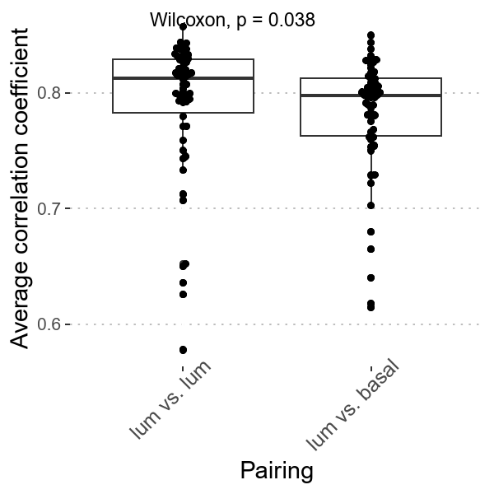 Wilcoxon, p = 0.038
Average correlation coefficient
0.8
0.7
0.6
lum vs. lum
lum vs. basal
Pairing